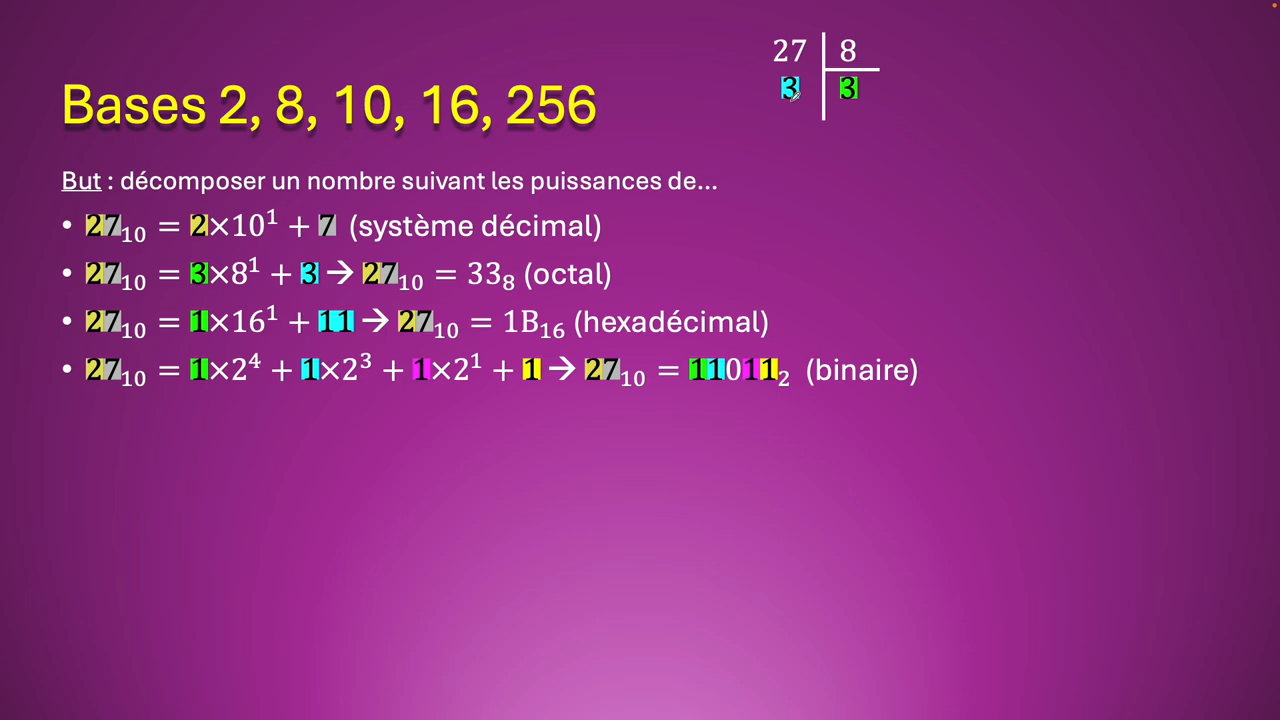 27 8
3 3
Bases 2, 8, 10, 16, 256
But : décomposer un nombre suivant les puissances de...
• 27₁₀ = 2×10¹ + 7 (système décimal)
• 27₁₀ = 3×8¹ + 3 → 27₁₀ = 33₈ (octal)
• 27₁₀ = 1×16¹ + 11 → 27₁₀ = 1B₁₆ (hexadécimal)
• 27₁₀ = 1×2⁴ + 1×2³ + 1×2¹ + 1 → 27₁₀ = 11011₂ (binaire)